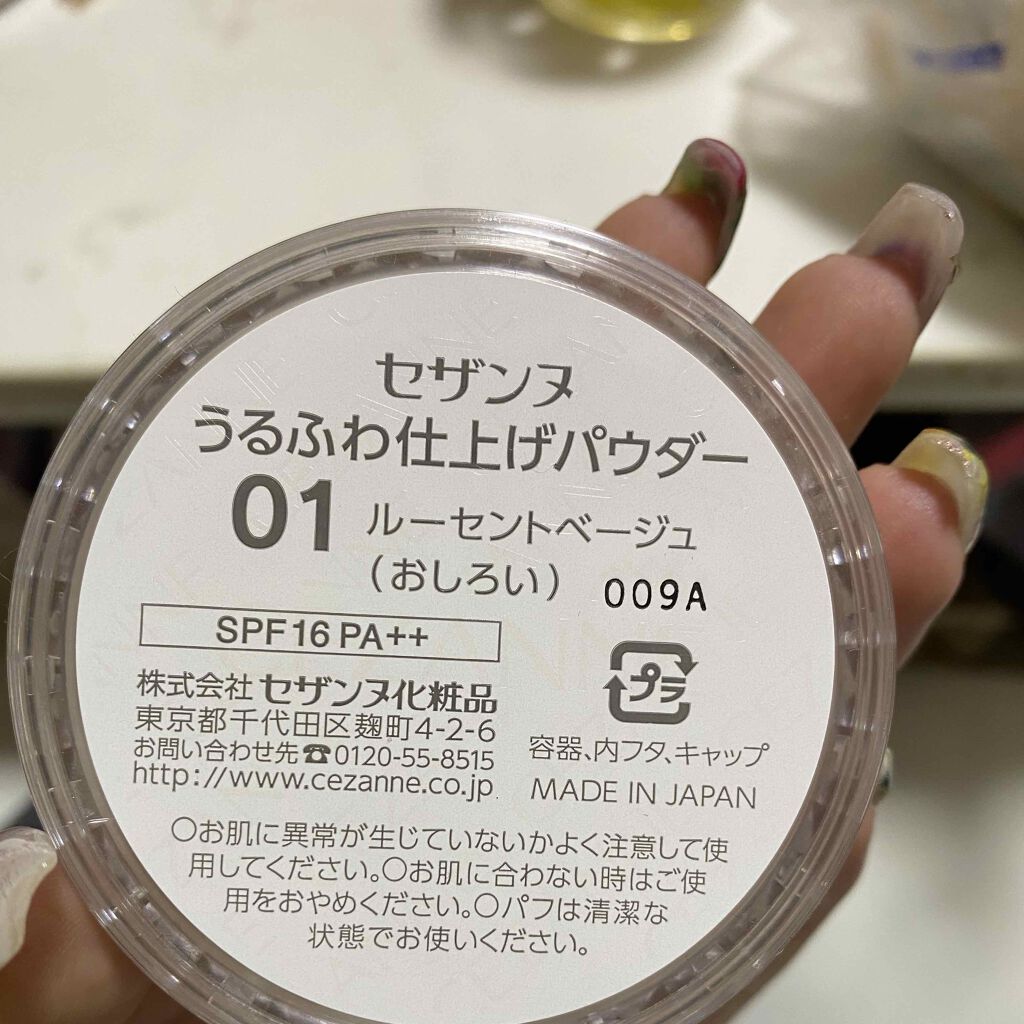 セザンヌ
うるふわ仕上げパウダー
01 ルーセントベージュ
(おしろい) 009A
SPF16 PA++
株式会社 セザンヌ化粧品
東京都千代田区麹町4-2-6
お問い合わせ先☎0120-55-8515
http://www.cezanne.co.jp
プラ
容器、内フタ、キャップ
MADE IN JAPAN
○お肌に異常が生じていないかよく注意して使
用してください。○お肌に合わない時はご使
用をおやめください。○パフは清潔な
状態でお使いください。